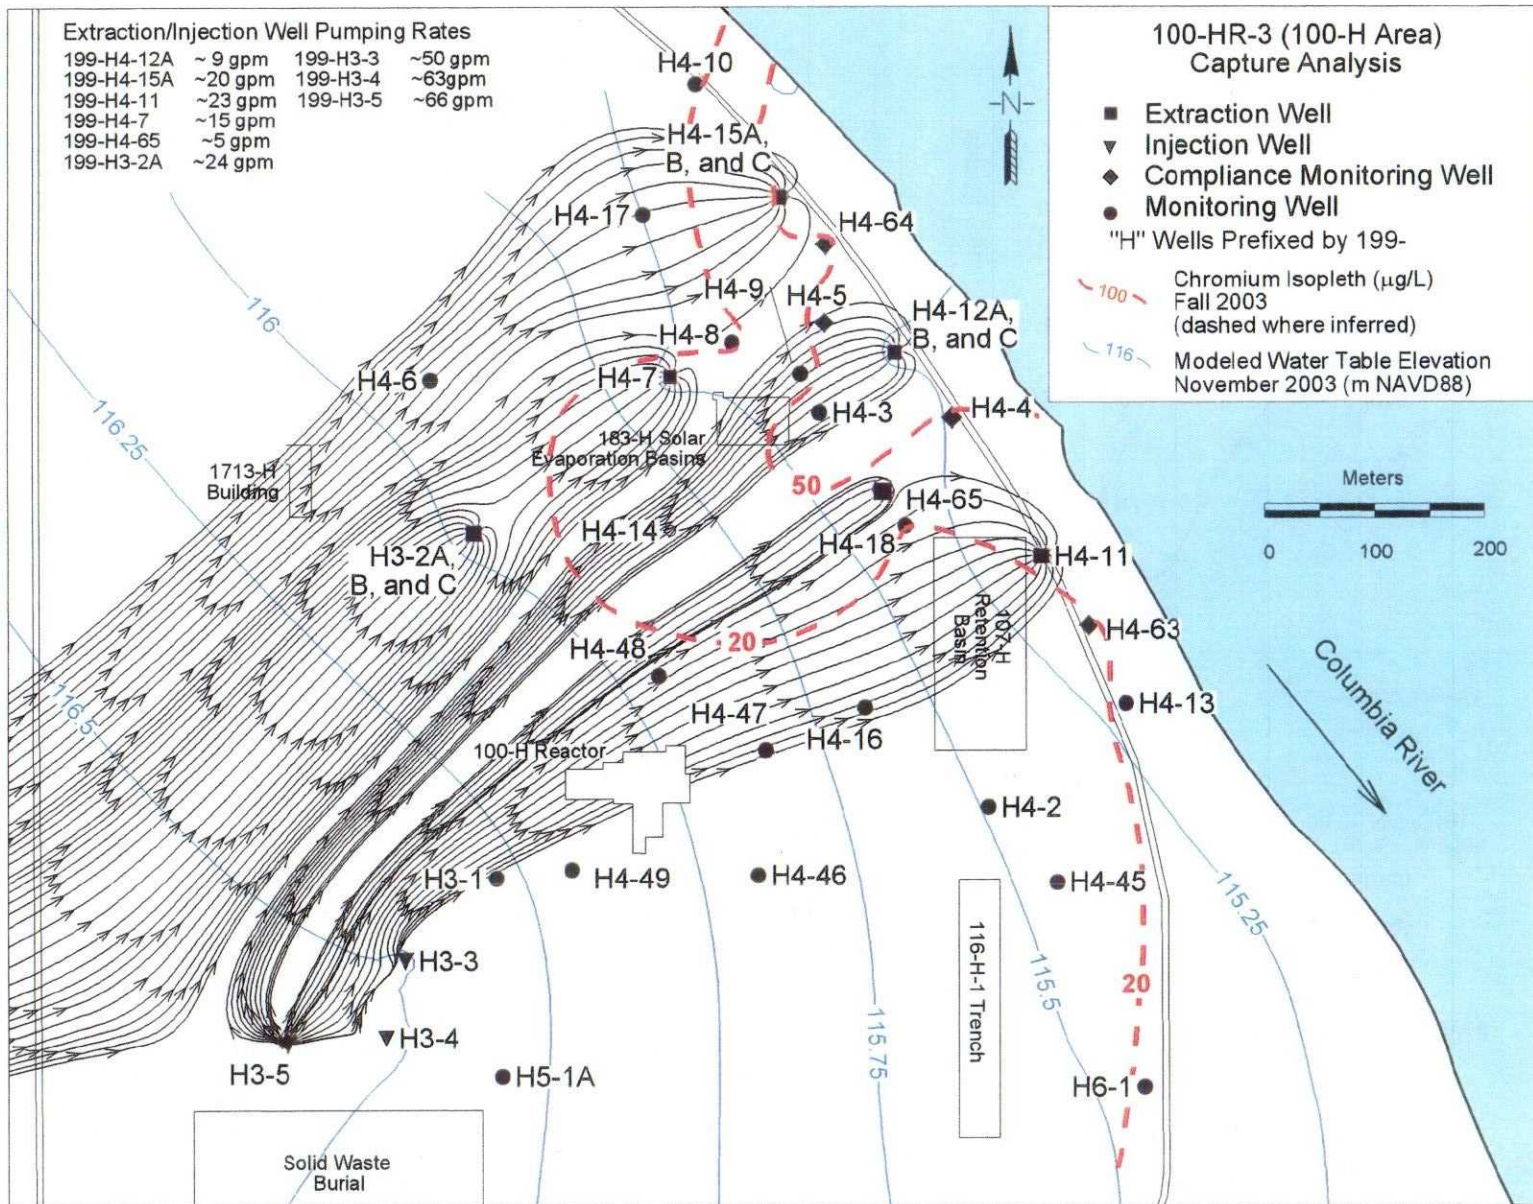 Extraction/Injection Well Pumping Rates
199-H4-12A ~ 9 gpm 199-H3-3 ~50 gpm
199-H4-15A ~20 gpm 199-H3-4 ~63gpm
199-H4-11 ~23 gpm 199-H3-5 ~66 gpm
199-H4-7 ~15 gpm
199-H4-65 ~5 gpm
199-H3-2A ~24 gpm
100-HR-3 (100-H Area)
Capture Analysis
Extraction Well
Injection Well
Compliance Monitoring Well
Monitoring Well
"H" Wells Prefixed by 199-
100
Chromium Isopleth (µg/L)
Fall 2003
(dashed where inferred)
116
Modeled Water Table Elevation
November 2003 (m NAVD88)
N
Meters
0 100 200
H4-10
H4-15A,
B, and C
H4-17
H4-64
H4-9
H4-5
H4-12A,
B, and C
H4-8
H4-7
H4-6
H4-3
H4-4
116
116.25
183-H Solar
Evaporation Basins
1713-H
Building
50
H4-65
H4-14
H4-18
H4-11
H3-2A,
B, and C
107-H
Retention
Basin
20
H4-63
H4-48
Columbia River
116.5
H4-47
H4-16
H4-13
100-H Reactor
H4-2
H3-1
H4-49
H4-46
H4-45
115.25
H3-3
116-H-1 Trench
115.5
20
H3-4
115.75
H3-5
H5-1A
H6-1
Solid Waste
Burial